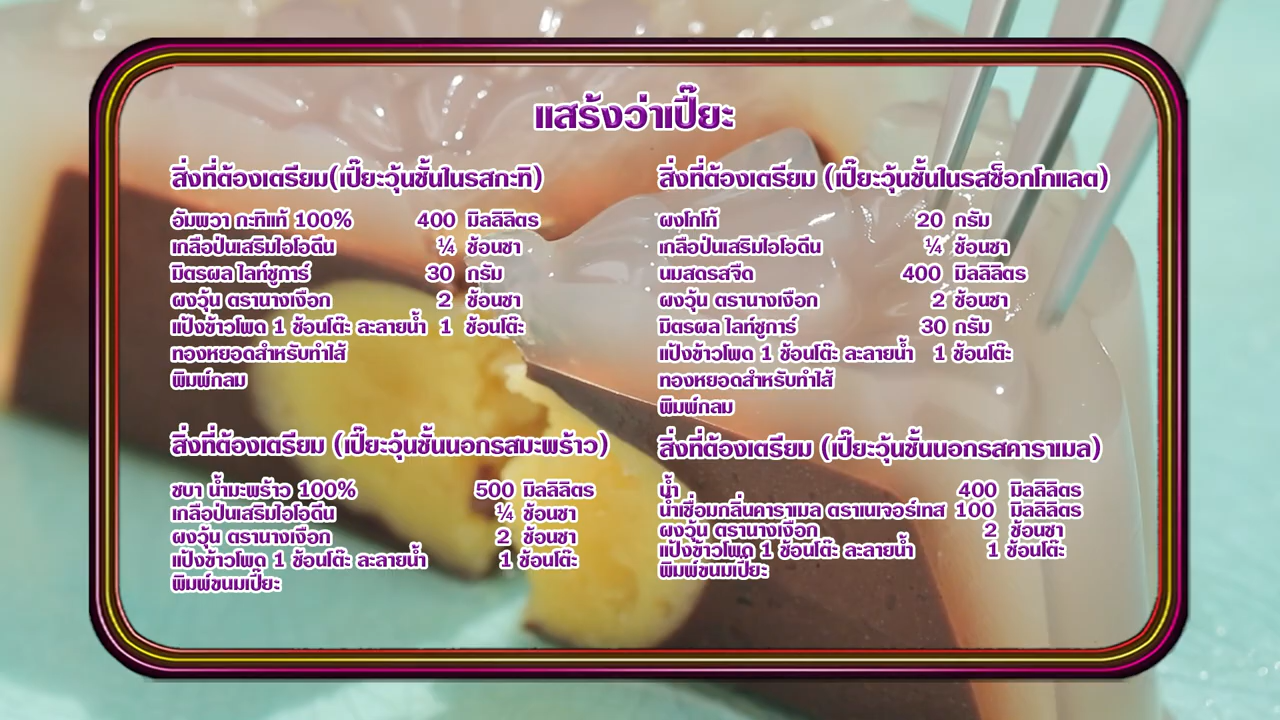 แสร้งว่าเปี๊ยะ
สิ่งที่ต้องเตรียม(เปี๊ยะวุ้นชั้นในรสกะทิ)
อัมพวา กะทิแท้ 100% 400 มิลลิลิตร
เกลือป่นเสริมไอโอดีน ¼ ช้อนชา
มิตรผล ไลท์ชูการ์ 30 กรัม
ผงวุ้น ตรานางเงือก 2 ช้อนชา
แป้งข้าวโพด 1 ช้อนโต๊ะ ละลายน้ำ 1 ช้อนโต๊ะ
ทองหยอดสำหรับทำไส้
พิมพ์กลม
สิ่งที่ต้องเตรียม (เปี๊ยะวุ้นชั้นนอกรสมะพร้าว)
ชบา น้ำมะพร้าว 100% 500 มิลลิลิตร
เกลือป่นเสริมไอโอดีน ¼ ช้อนชา
ผงวุ้น ตรานางเงือก 2 ช้อนชา
แป้งข้าวโพด 1 ช้อนโต๊ะ ละลายน้ำ 1 ช้อนโต๊ะ
พิมพ์ขนมเปี๊ยะ
สิ่งที่ต้องเตรียม (เปี๊ยะวุ้นชั้นในรสช็อกโกแลต)
ผงโกโก้ 20 กรัม
เกลือป่นเสริมไอโอดีน ¼ ช้อนชา
นมสดรสจืด 400 มิลลิลิตร
ผงวุ้น ตรานางเงือก 2 ช้อนชา
มิตรผล ไลท์ชูการ์ 30 กรัม
แป้งข้าวโพด 1 ช้อนโต๊ะ ละลายน้ำ 1 ช้อนโต๊ะ
ทองหยอดสำหรับทำไส้
พิมพ์กลม
สิ่งที่ต้องเตรียม (เปี๊ยะวุ้นชั้นนอกรสคาราเมล)
น้ำ 400 มิลลิลิตร
น้ำเชื่อมกลิ่นคาราเมล ตราเนเจอร์เทส 100 มิลลิลิตร
ผงวุ้น ตรานางเงือก 2 ช้อนชา
แป้งข้าวโพด 1 ช้อนโต๊ะ ละลายน้ำ 1 ช้อนโต๊ะ
พิมพ์ขนมเปี๊ยะ